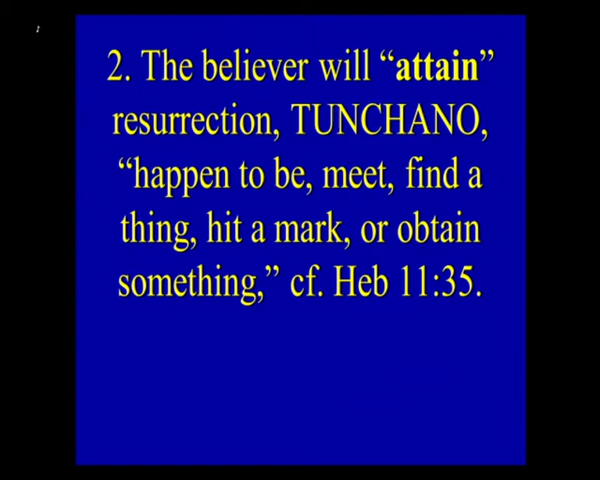 2. The believer will “attain”
resurrection, TUNCHANO,
“happen to be, meet, find a
thing, hit a mark, or obtain
something,” cf. Heb 11:35.